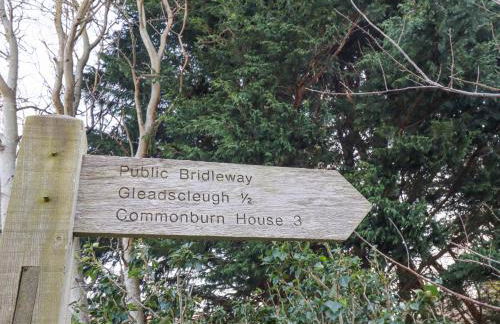 Public Bridleway
Gleadscleugh ½
Commonburn House 3